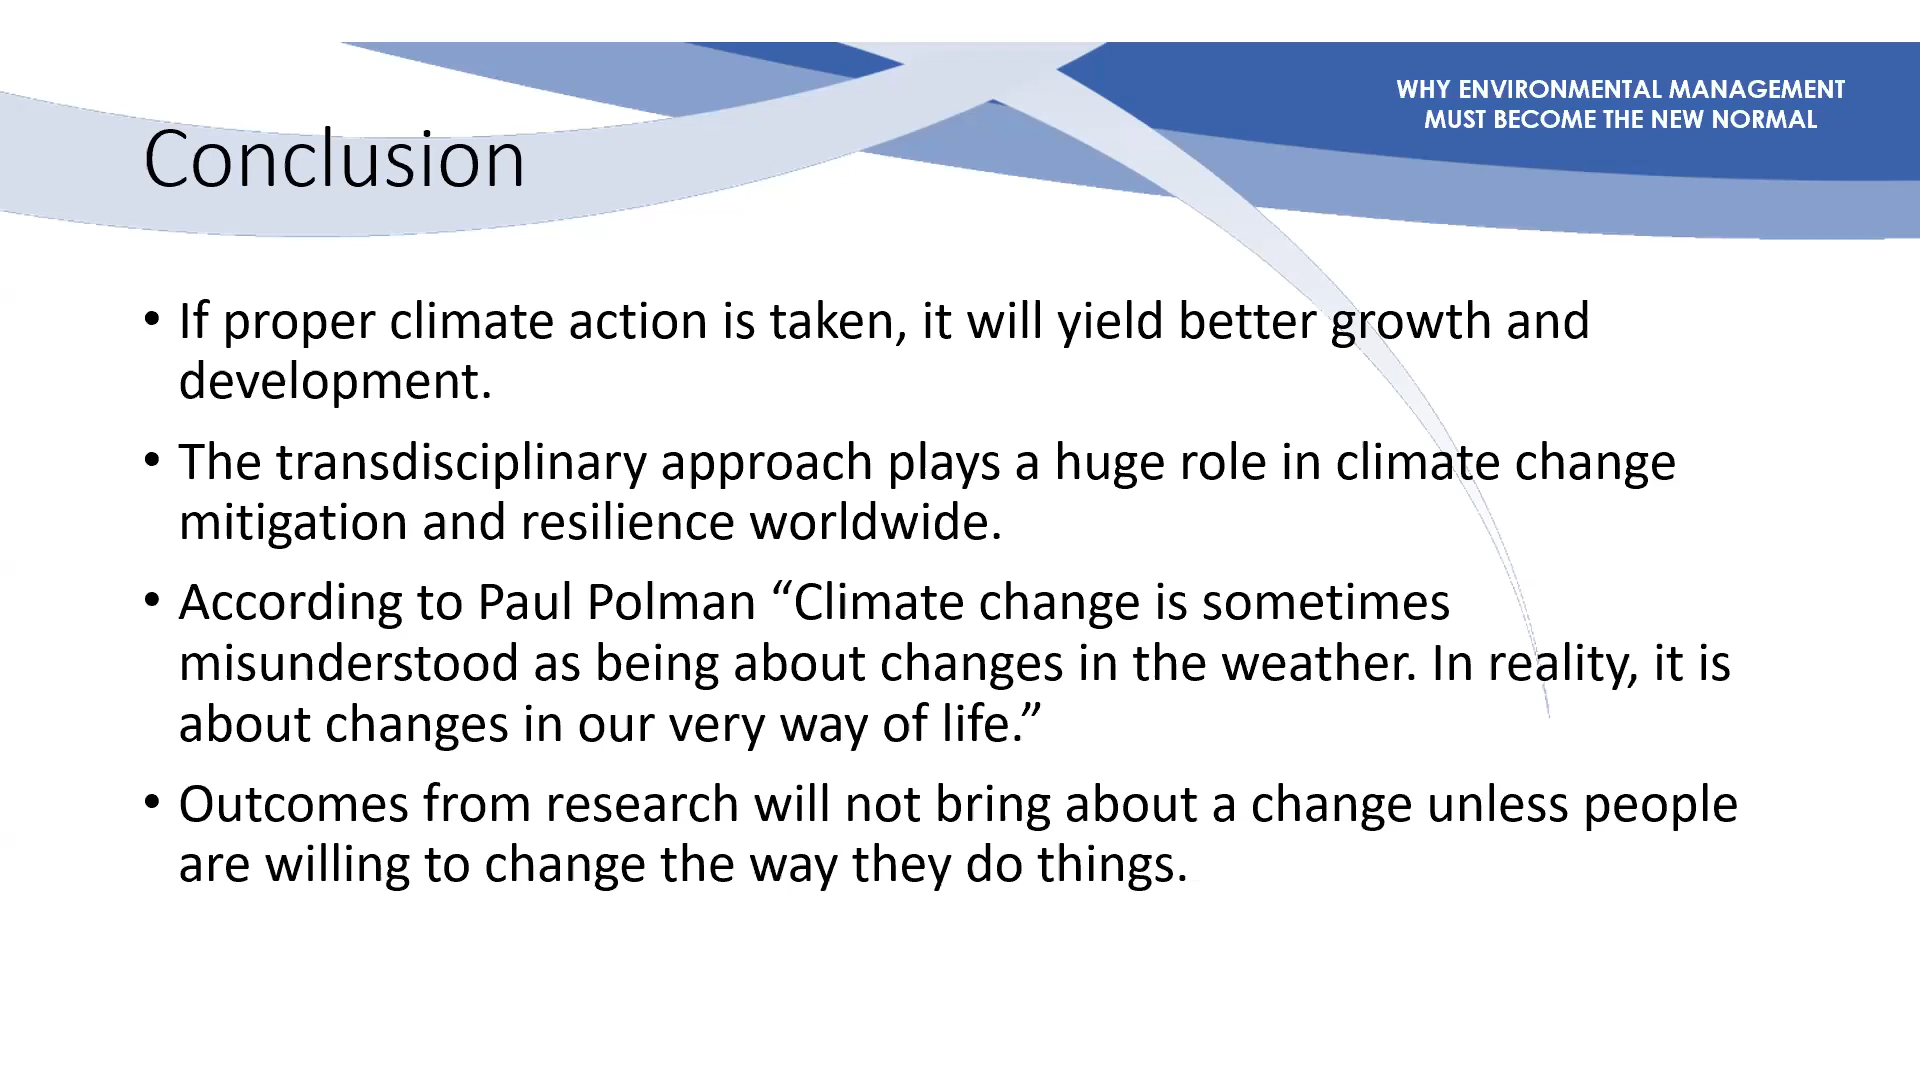 WHY ENVIRONMENTAL MANAGEMENT
MUST BECOME THE NEW NORMAL
Conclusion
• If proper climate action is taken, it will yield better growth and
development.
• The transdisciplinary approach plays a huge role in climate change
mitigation and resilience worldwide.
• According to Paul Polman “Climate change is sometimes
misunderstood as being about changes in the weather. In reality, it is
about changes in our very way of life.”
• Outcomes from research will not bring about a change unless people
are willing to change the way they do things.